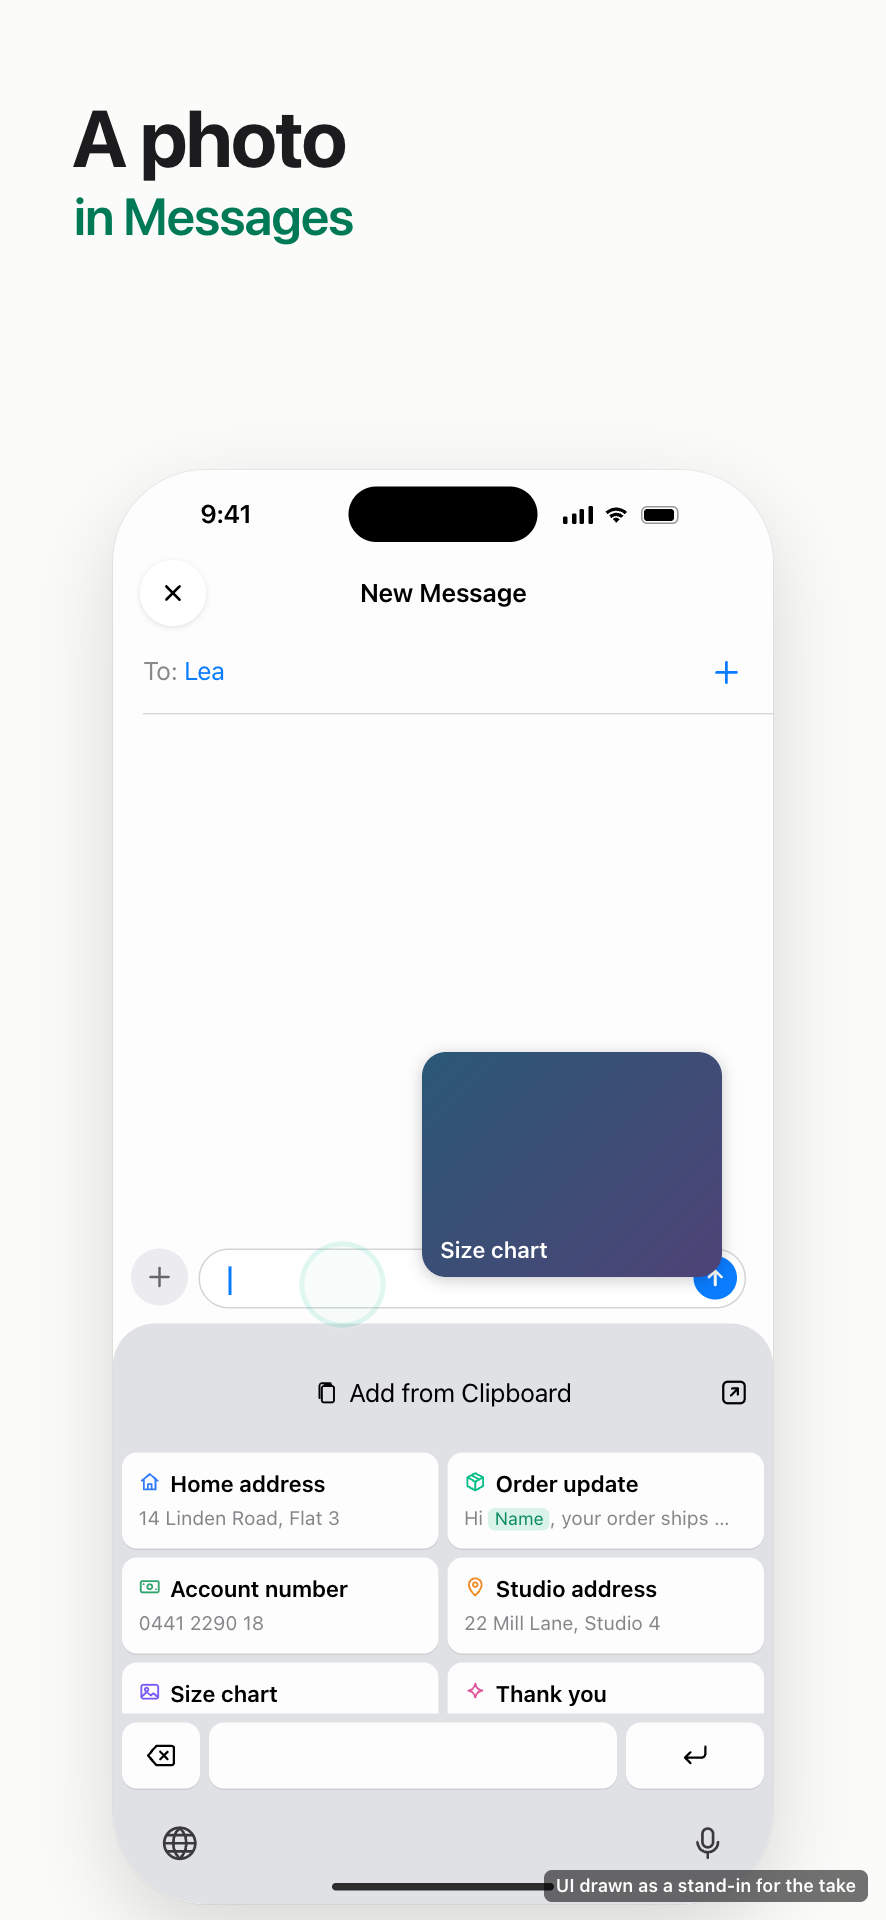 A photo
in Messages
9:41
New Message
To: Lea
Size chart
Add from Clipboard
Home address
14 Linden Road, Flat 3
Order update
Hi Name, your order ships ...
Account number
0441 2290 18
Studio address
22 Mill Lane, Studio 4
Size chart
Thank you
UI drawn as a stand-in for the take